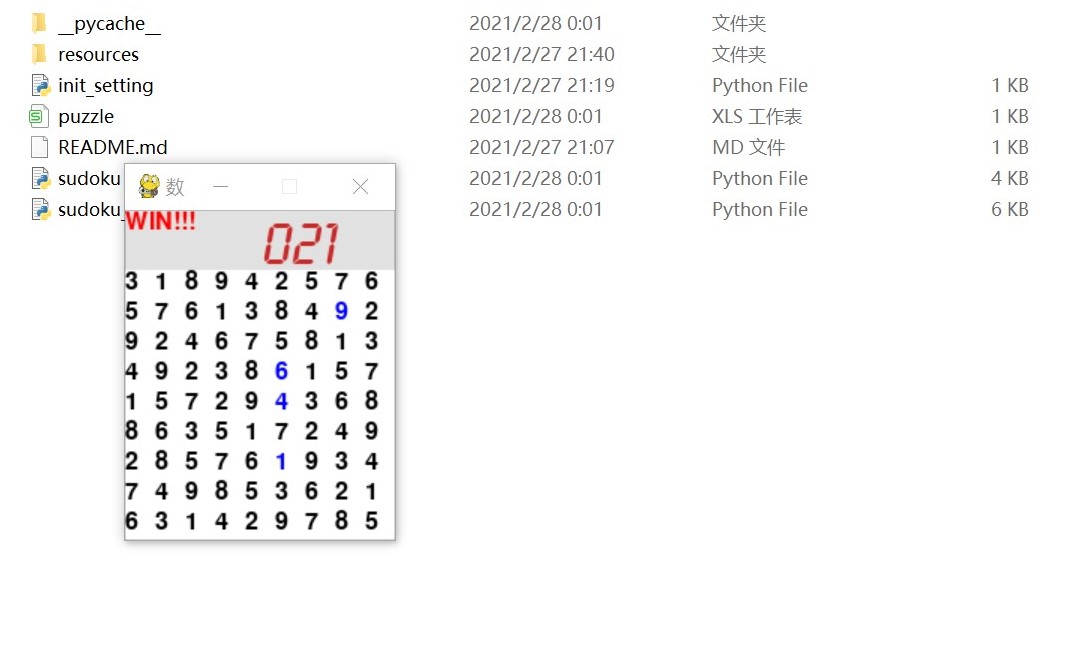 __pycache__ 2021/2/28 0:01 文件夹
resources 2021/2/27 21:40 文件夹
init_setting 2021/2/27 21:19 Python File 1 KB
puzzle 2021/2/28 0:01 XLS 工作表 1 KB
README.md 2021/2/27 21:07 MD 文件 1 KB
sudoku 2021/2/28 0:01 Python File 4 KB
sudoku_ 2021/2/28 0:01 Python File 6 KB
数
WIN!!!
021
3 1 8 9 4 2 5 7 6
5 7 6 1 3 8 4 9 2
9 2 4 6 7 5 8 1 3
4 9 2 3 8 6 1 5 7
1 5 7 2 9 4 3 6 8
8 6 3 5 1 7 2 4 9
2 8 5 7 6 1 9 3 4
7 4 9 8 5 3 6 2 1
6 3 1 4 2 9 7 8 5